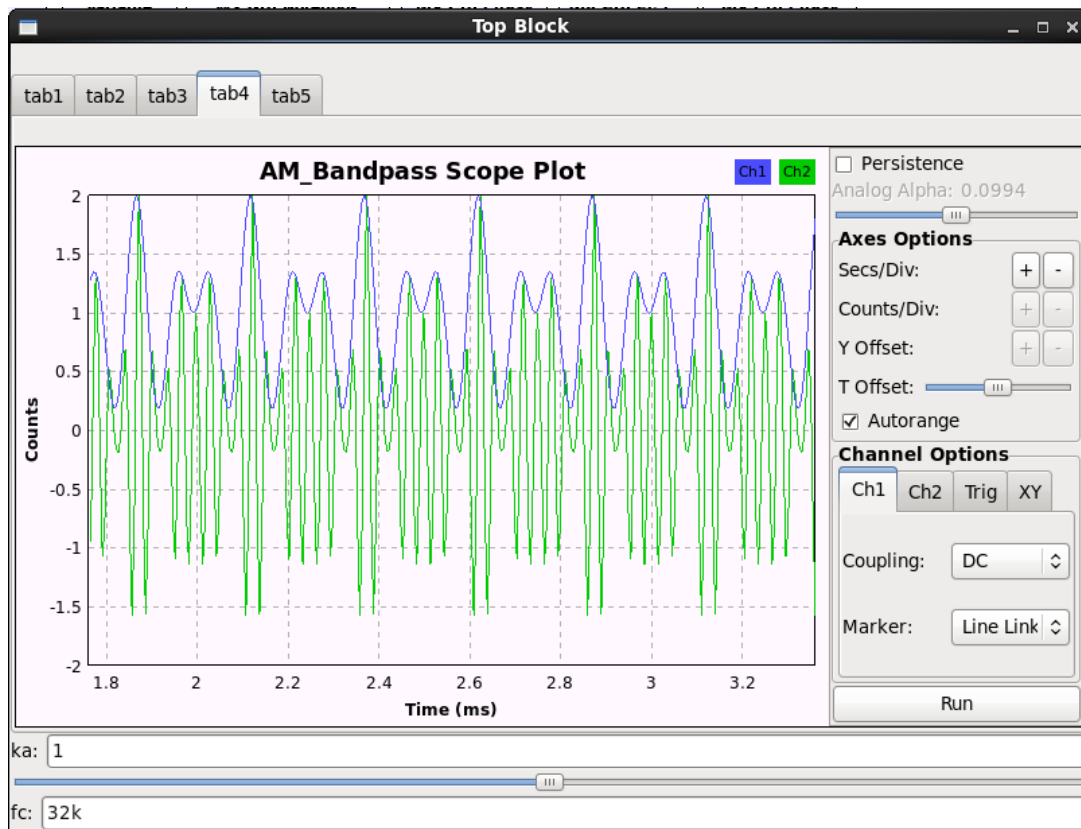 Top Block
tab1 tab2 tab3 tab4 tab5
AM_Bandpass Scope Plot
Ch1 Ch2
2
1.5
1
0.5
0
-0.5
-1
-1.5
-2
Counts
1.8 2 2.2 2.4 2.6 2.8 3 3.2
Time (ms)
Persistence
Analog Alpha: 0.0994
Axes Options
Secs/Div: + -
Counts/Div: + -
Y Offset: + -
T Offset:
Autorange
Channel Options
Ch1 Ch2 Trig XY
Coupling: DC
Marker: Line Link
Run
ka: 1
fc: 32k